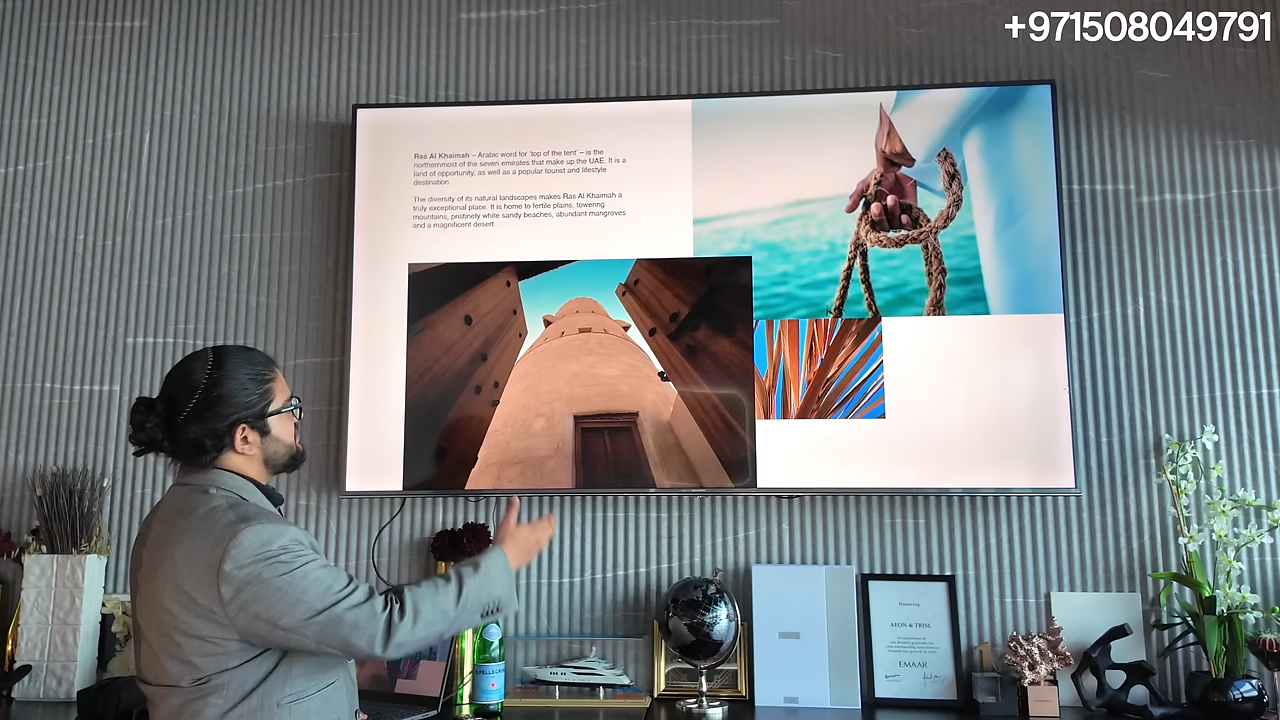 +971508049791
Ras Al Khaimah – Arabic word for 'top of the tent' – is the
northernmost of the seven emirates that make up the UAE. It is a
land of opportunity, as well as a popular tourist and lifestyle
destination.
The diversity of its natural landscapes makes Ras Al Khaimah a
truly exceptional place. It is home to fertile plains, towering
mountains, pristinely white sandy beaches, abundant mangroves
and a magnificent desert.
Honoring
AEON & TRISL
EMAAR
S.PELLEGRINO